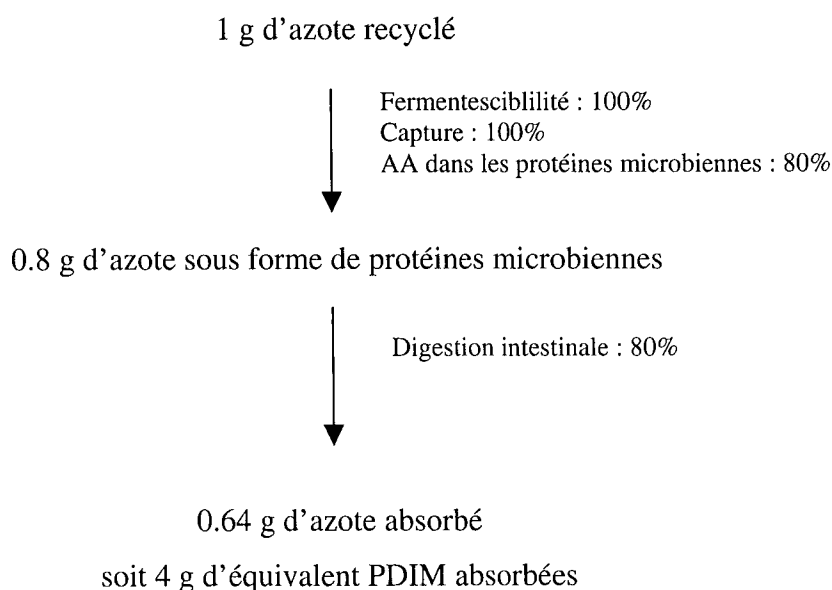 1 g d'azote recyclé
Fermentesciblilité : 100%
Capture : 100%
AA dans les protéines microbiennes : 80%
0.8 g d'azote sous forme de protéines microbiennes
Digestion intestinale : 80%
0.64 g d'azote absorbé
soit 4 g d'équivalent PDIM absorbées